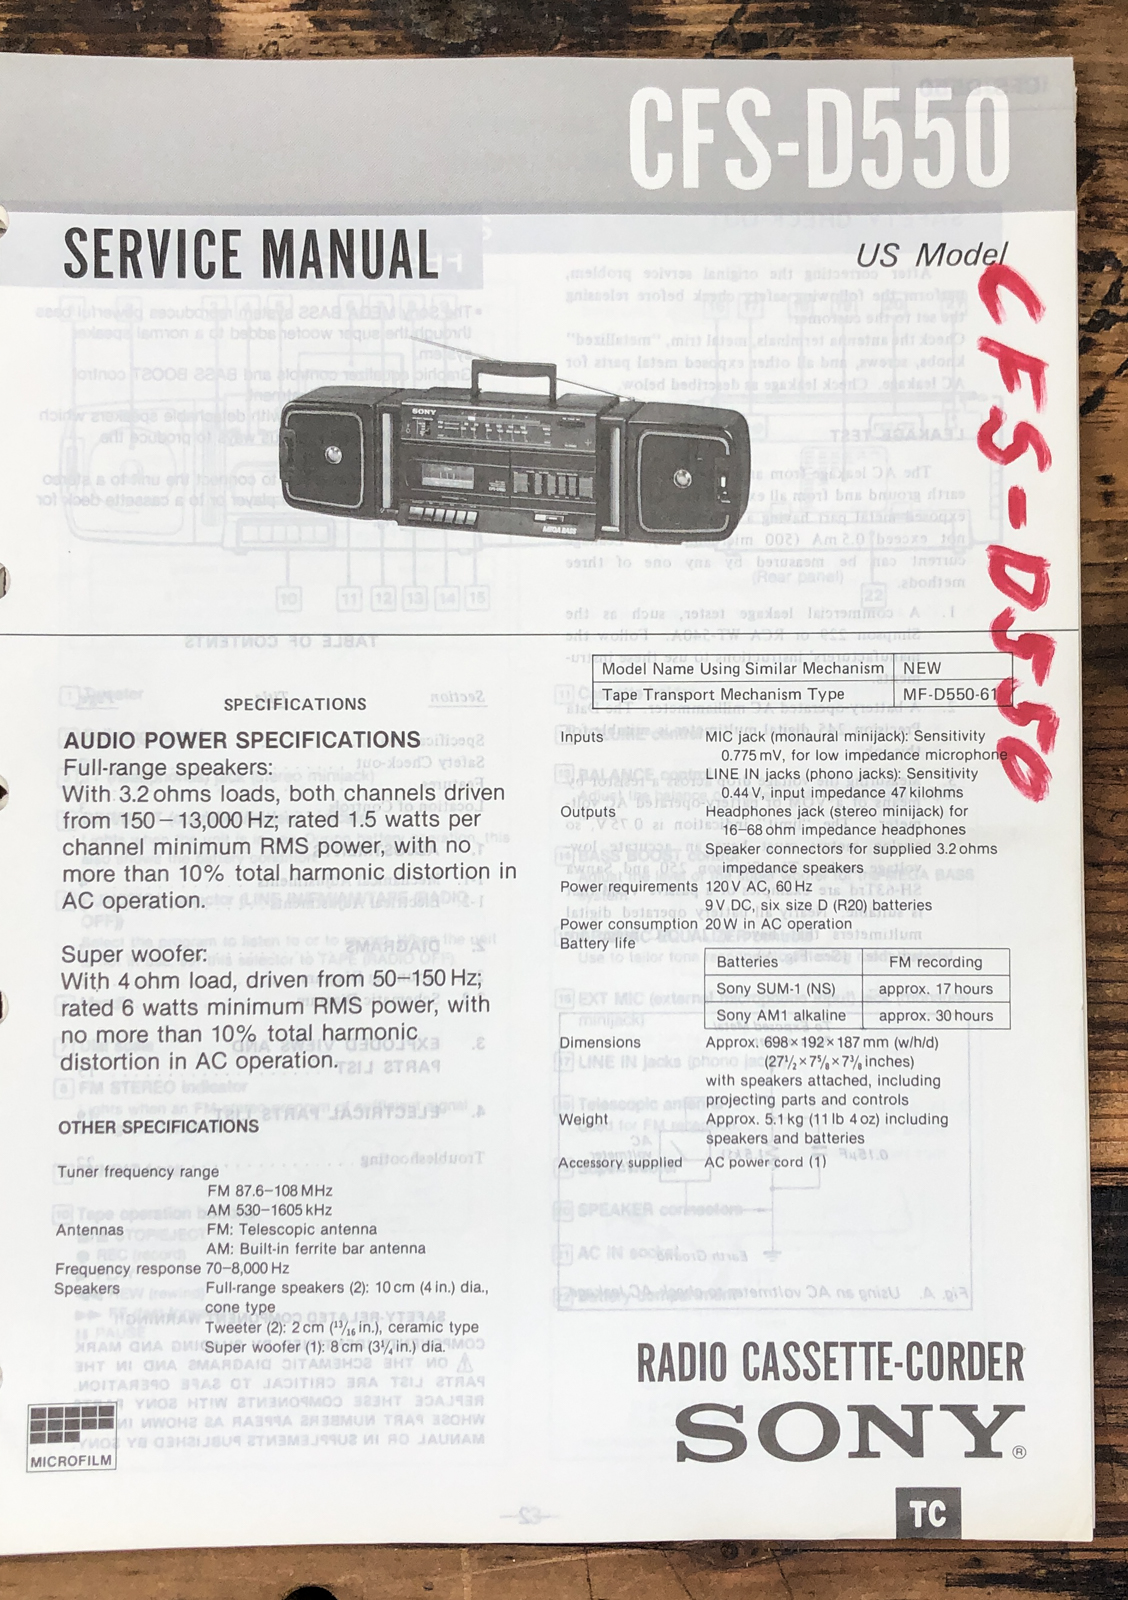 CFS-D550
SERVICE MANUAL
US Model
CFS-D550
SONY
MEGA BASS
Model Name Using Similar Mechanism NEW
Tape Transport Mechanism Type MF-D550-61
SPECIFICATIONS
AUDIO POWER SPECIFICATIONS
Full-range speakers:
With 3.2 ohms loads, both channels driven
from 150–13,000 Hz; rated 1.5 watts per
channel minimum RMS power, with no
more than 10% total harmonic distortion in
AC operation.
Super woofer:
With 4 ohm load, driven from 50–150 Hz;
rated 6 watts minimum RMS power, with
no more than 10% total harmonic
distortion in AC operation.
OTHER SPECIFICATIONS
Tuner frequency range
FM 87.6–108 MHz
AM 530–1605 kHz
Antennas FM: Telescopic antenna
AM: Built-in ferrite bar antenna
Frequency response 70–8,000 Hz
Speakers Full-range speakers (2): 10 cm (4 in.) dia.,
cone type
Tweeter (2): 2 cm (13/16 in.), ceramic type
Super woofer (1): 8 cm (3 1/4 in.) dia.
Inputs MIC jack (monaural minijack): Sensitivity
0.775 mV, for low impedance microphone
LINE IN jacks (phono jacks): Sensitivity
0.44 V, input impedance 47 kilohms
Outputs Headphones jack (stereo minijack) for
16–68 ohm impedance headphones
Speaker connectors for supplied 3.2 ohms
impedance speakers
Power requirements 120 V AC, 60 Hz
9 V DC, six size D (R20) batteries
Power consumption 20 W in AC operation
Battery life
Batteries FM recording
Sony SUM-1 (NS) approx. 17 hours
Sony AM1 alkaline approx. 30 hours
Dimensions Approx. 698 × 192 × 187 mm (w/h/d)
(27 1/2 × 7 5/8 × 7 3/8 inches)
with speakers attached, including
projecting parts and controls
Weight Approx. 5.1 kg (11 lb 4 oz) including
speakers and batteries
Accessory supplied AC power cord (1)
MICROFILM
RADIO CASSETTE-CORDER
SONY®
TC